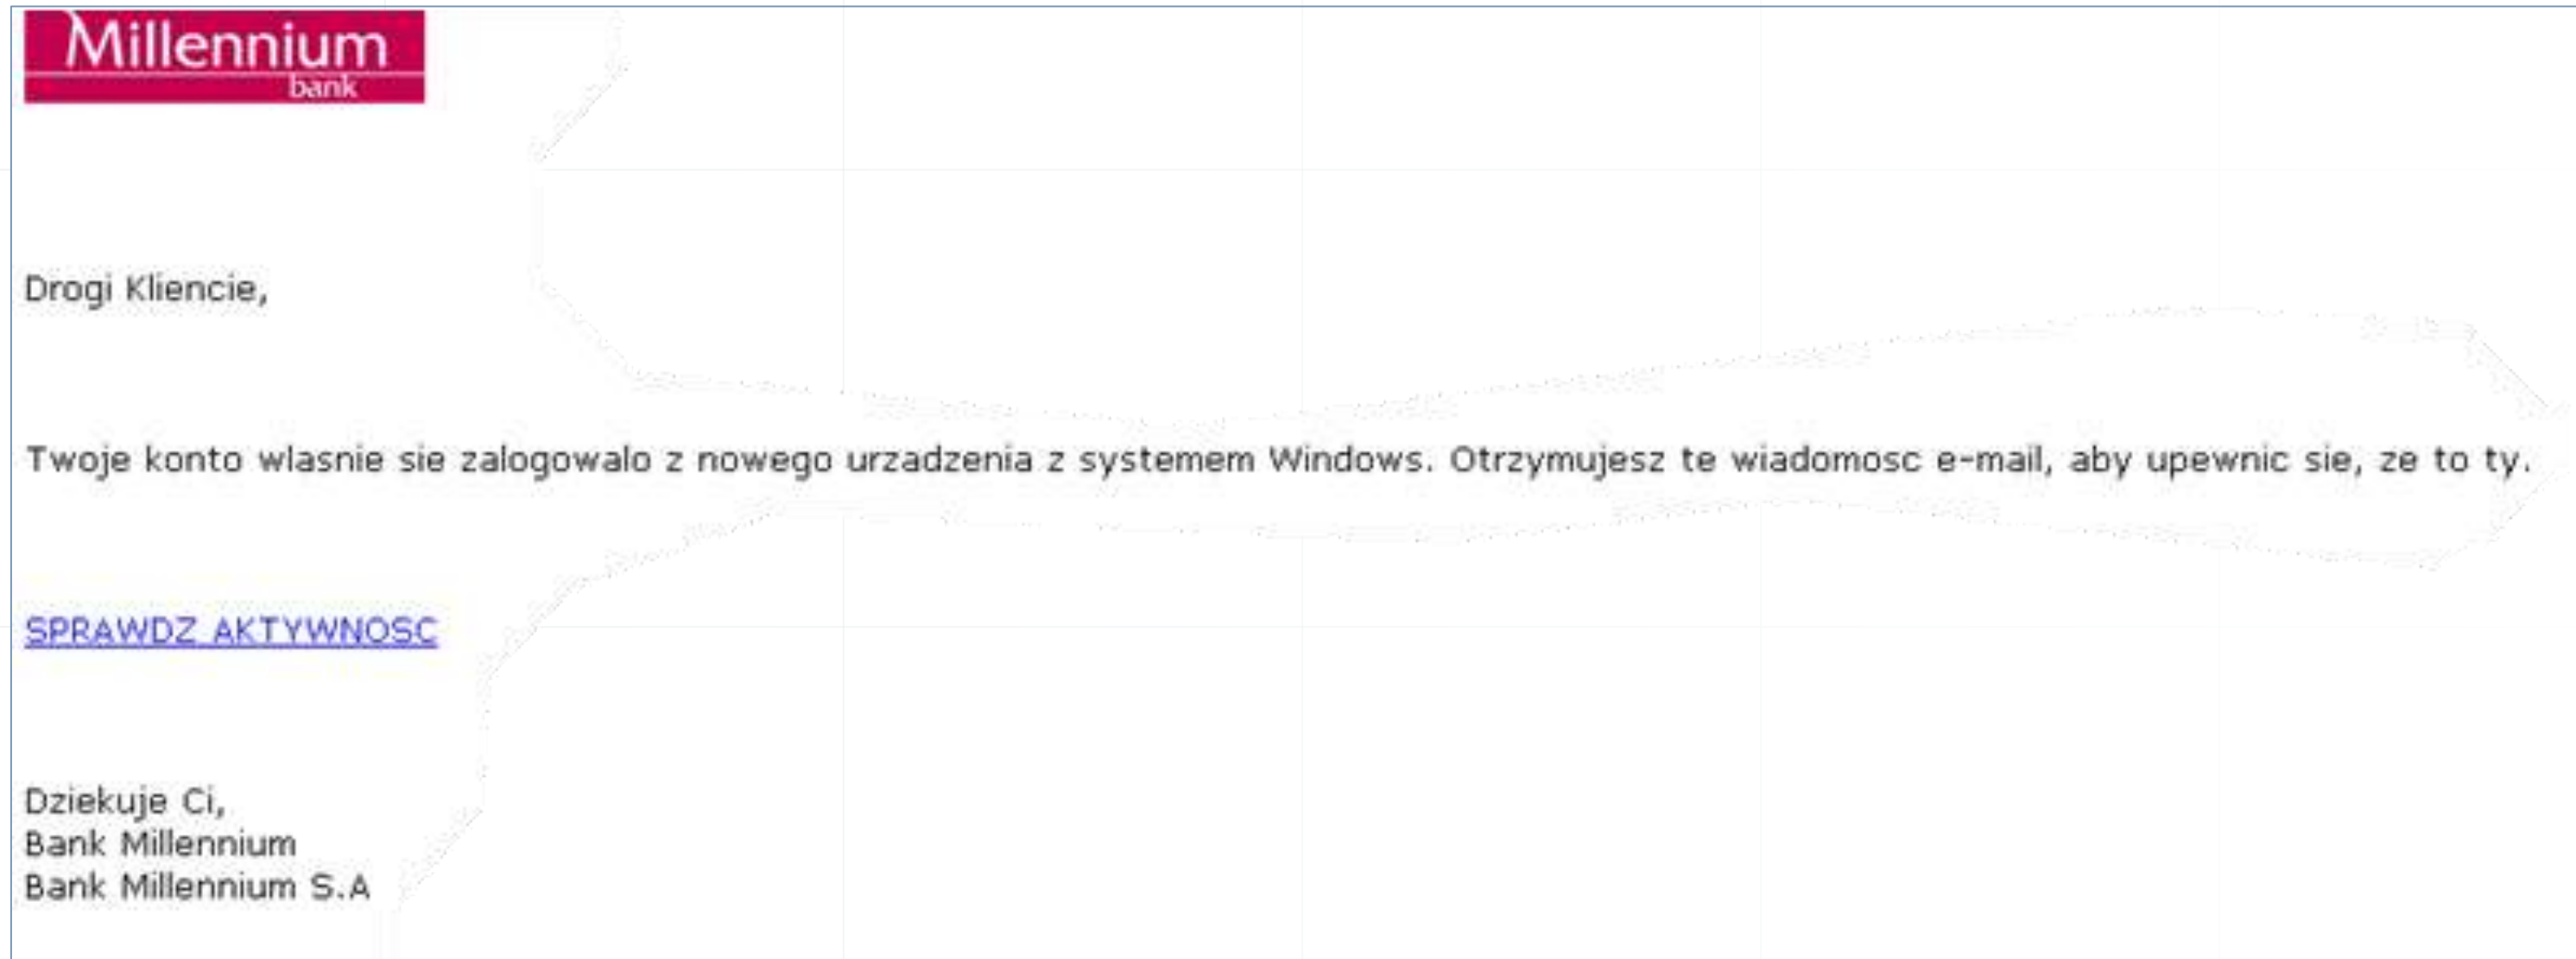 Millennium
bank
Drogi Kliencie,
Twoje konto wlasnie sie zalogowalo z nowego urzadzenia z systemem Windows. Otrzymujesz te wiadomosc e-mail, aby upewnic sie, ze to ty.
SPRAWDZ AKTYWNOSC
Dziekuje Ci,
Bank Millennium
Bank Millennium S.A